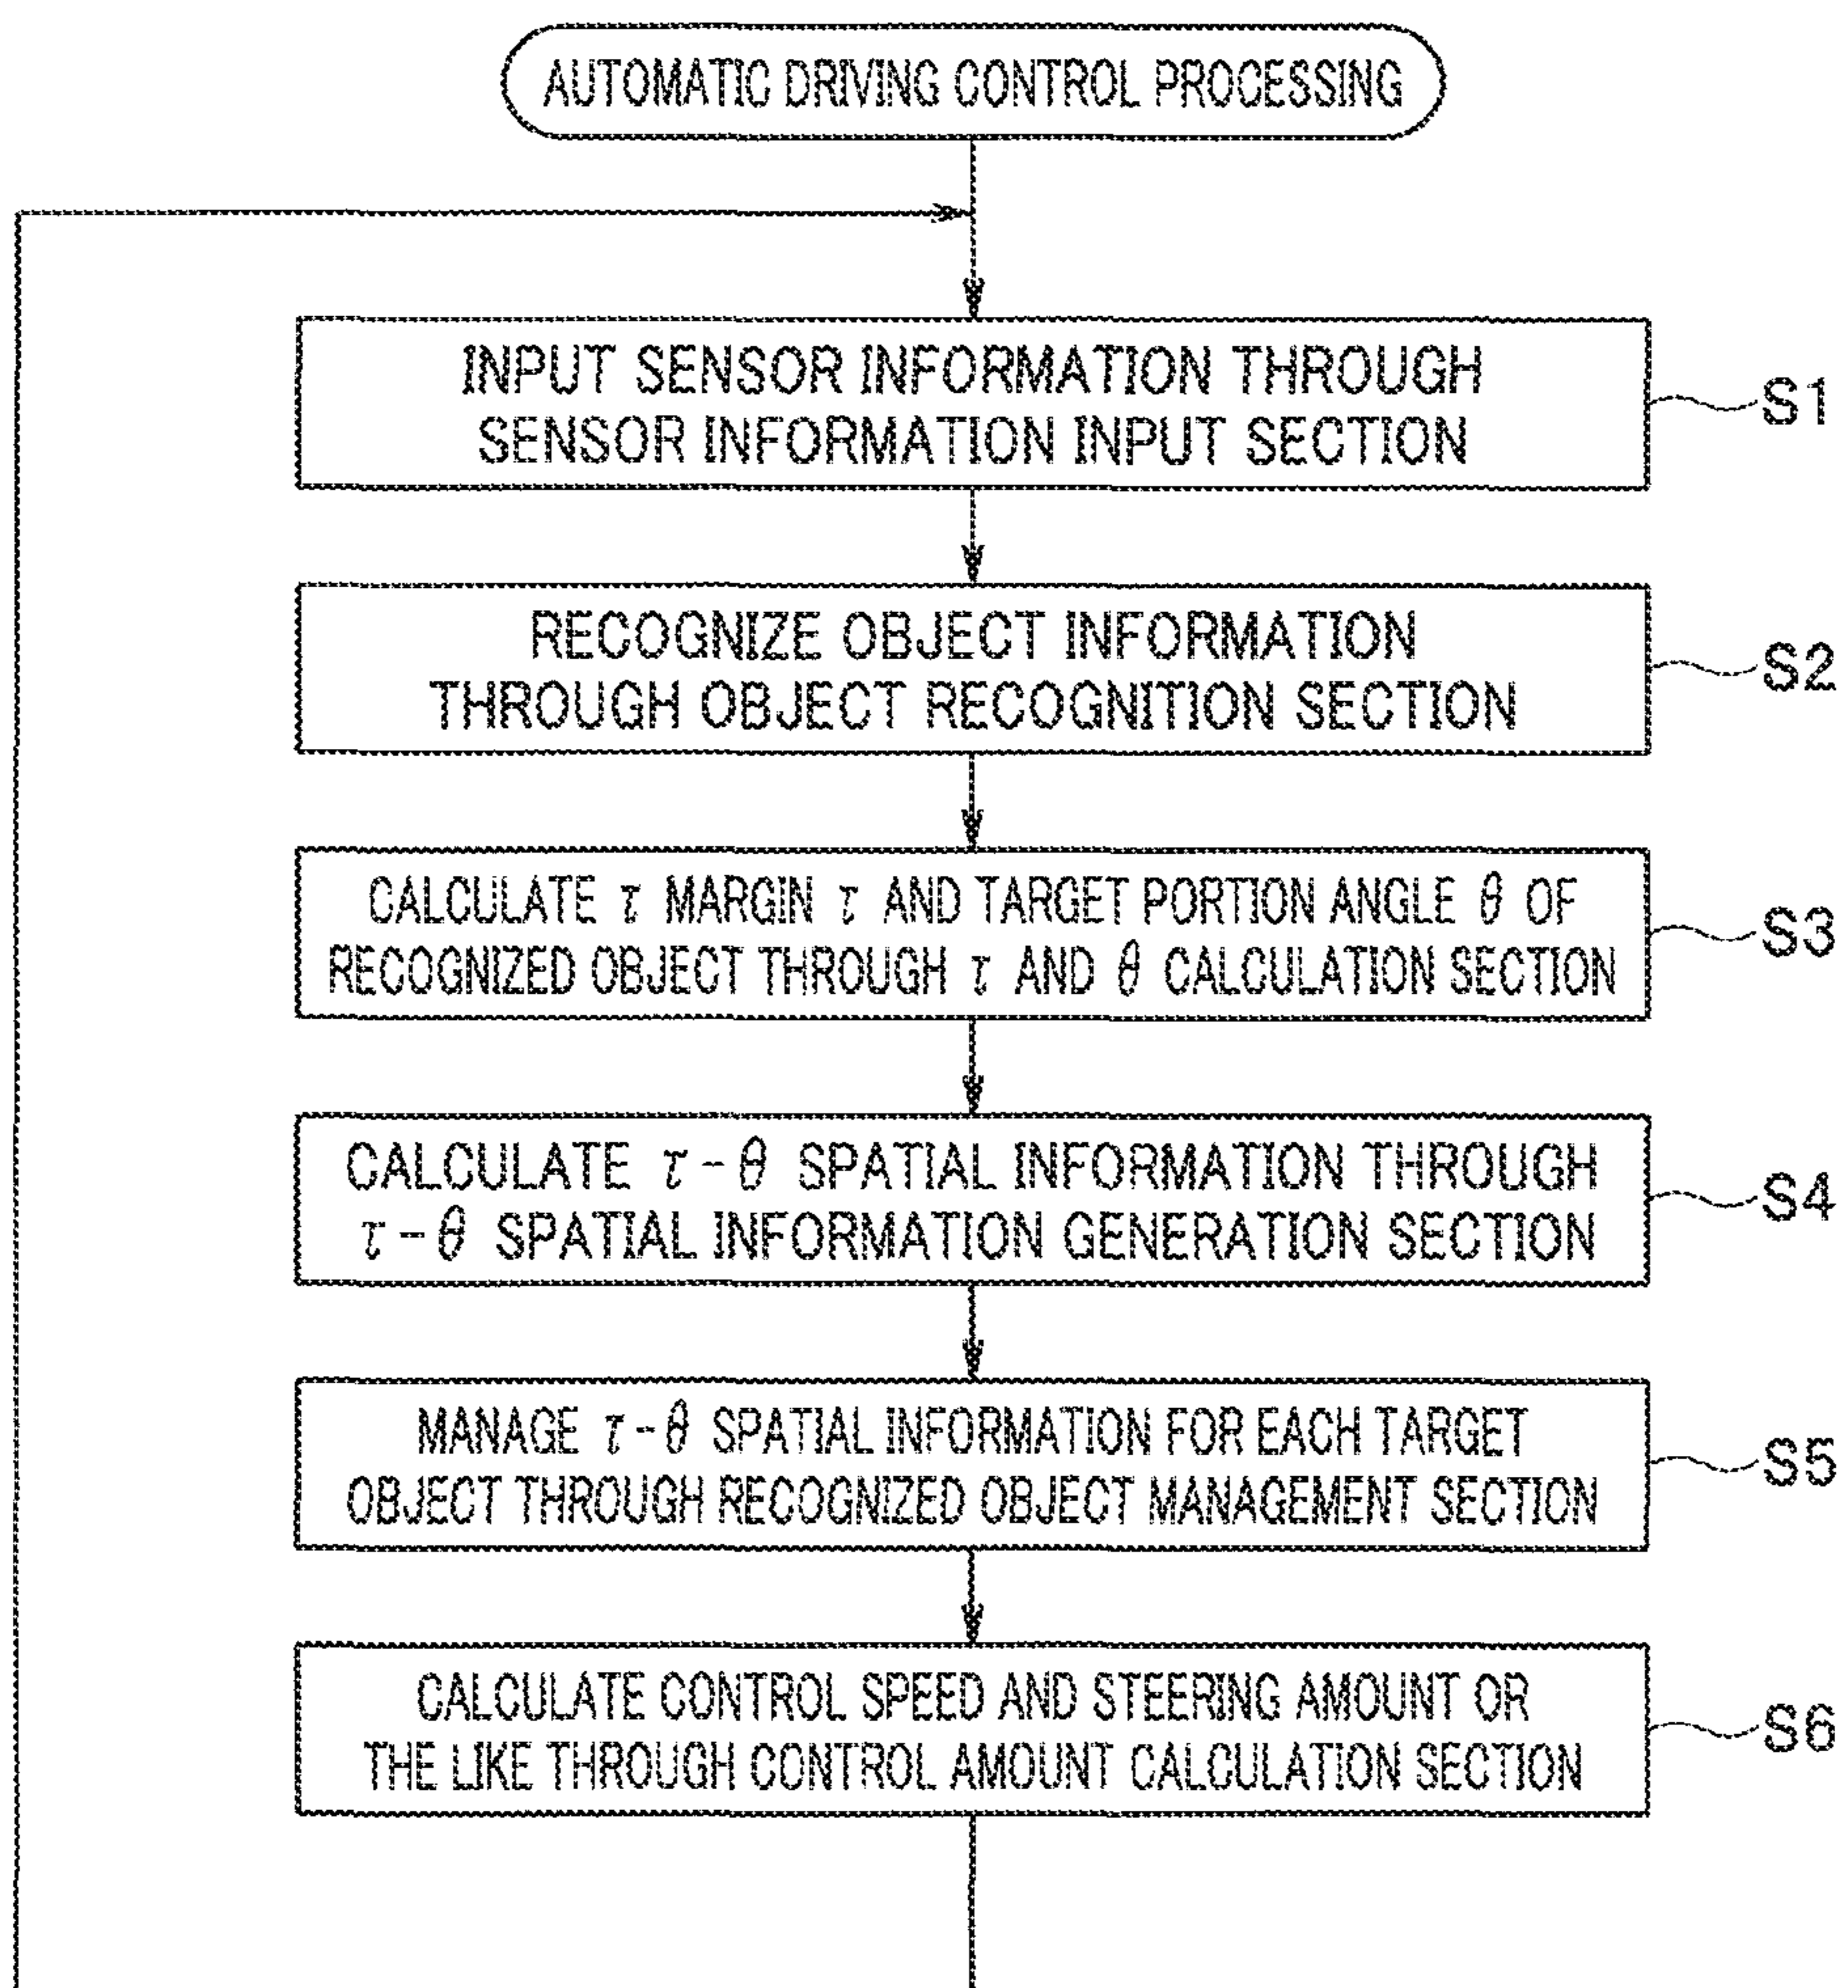 AUTOMATIC DRIVING CONTROL PROCESSING
INPUT SENSOR INFORMATION THROUGH
SENSOR INFORMATION INPUT SECTION
S1
RECOGNIZE OBJECT INFORMATION
THROUGH OBJECT RECOGNITION SECTION
S2
CALCULATE τ MARGIN τ AND TARGET PORTION ANGLE θ OF
RECOGNIZED OBJECT THROUGH τ AND θ CALCULATION SECTION
S3
CALCULATE τ-θ SPATIAL INFORMATION THROUGH
τ-θ SPATIAL INFORMATION GENERATION SECTION
S4
MANAGE τ-θ SPATIAL INFORMATION FOR EACH TARGET
OBJECT THROUGH RECOGNIZED OBJECT MANAGEMENT SECTION
S5
CALCULATE CONTROL SPEED AND STEERING AMOUNT OR
THE LIKE THROUGH CONTROL AMOUNT CALCULATION SECTION
S6